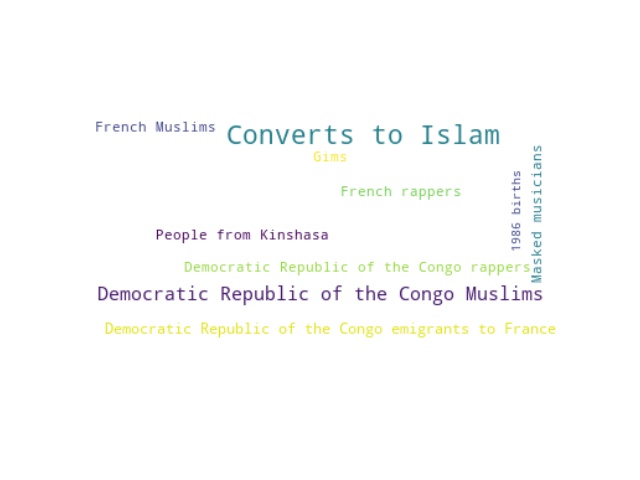 French Muslims
Converts to Islam
Gims
French rappers
1986 births
Masked musicians
People from Kinshasa
Democratic Republic of the Congo rappers
Democratic Republic of the Congo Muslims
Democratic Republic of the Congo emigrants to France